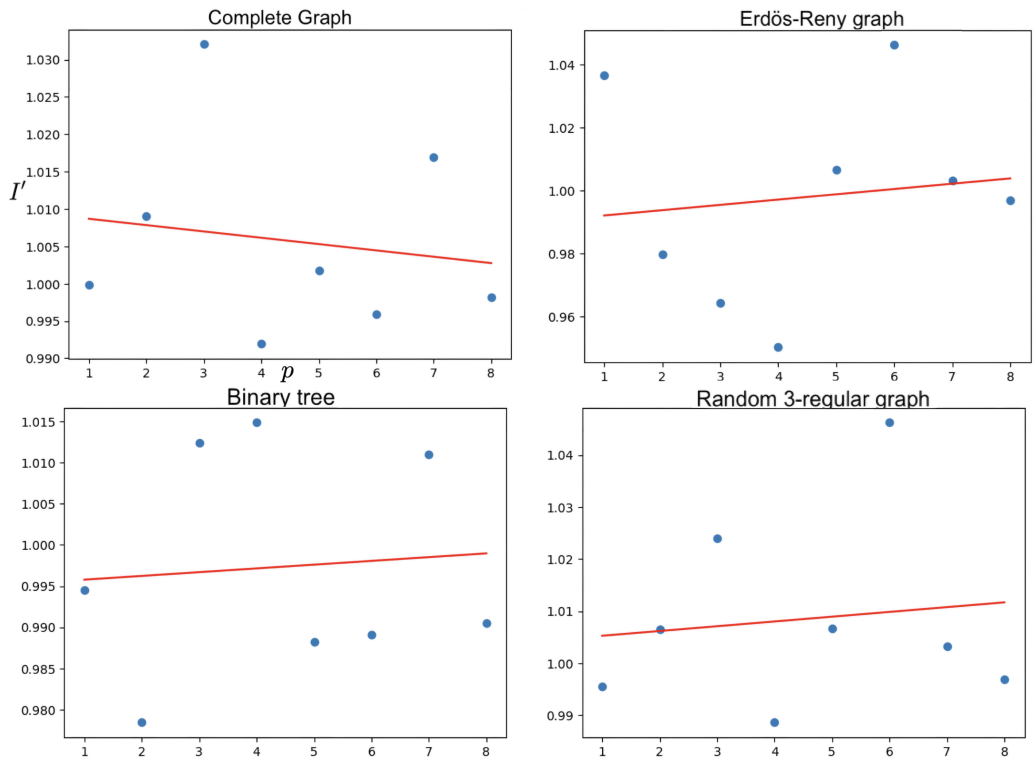 Complete Graph
1.030
1.025
1.020
1.015
1.010
1.005
1.000
0.995
0.990
I′
1 2 3 4 5 6 7 8
p
Erdös-Reny graph
1.04
1.02
1.00
0.98
0.96
1 2 3 4 5 6 7 8
Binary tree
1.015
1.010
1.005
1.000
0.995
0.990
0.985
0.980
1 2 3 4 5 6 7 8
Random 3-regular graph
1.04
1.03
1.02
1.01
1.00
0.99
1 2 3 4 5 6 7 8